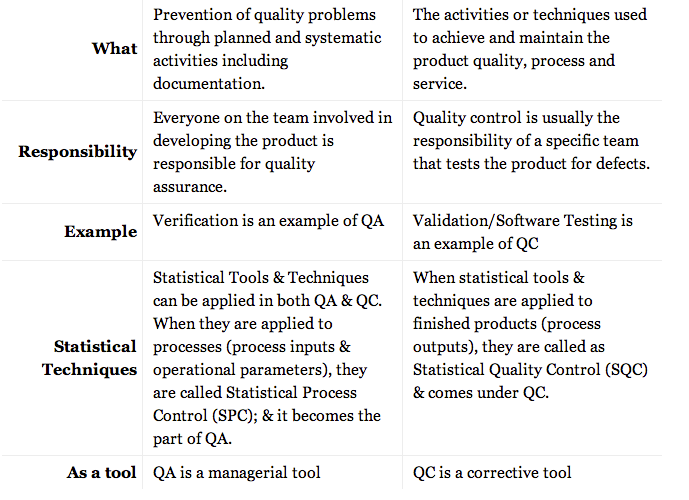 What
Prevention of quality problems
through planned and systematic
activities including
documentation.
The activities or techniques used
to achieve and maintain the
product quality, process and
service.
Responsibility
Everyone on the team involved in
developing the product is
responsible for quality
assurance.
Quality control is usually the
responsibility of a specific team
that tests the product for defects.
Example
Verification is an example of QA
Validation/Software Testing is
an example of QC
Statistical
Techniques
Statistical Tools & Techniques
can be applied in both QA & QC.
When they are applied to
processes (process inputs &
operational parameters), they
are called Statistical Process
Control (SPC); & it becomes the
part of QA.
When statistical tools &
techniques are applied to
finished products (process
outputs), they are called as
Statistical Quality Control (SQC)
& comes under QC.
As a tool
QA is a managerial tool
QC is a corrective tool